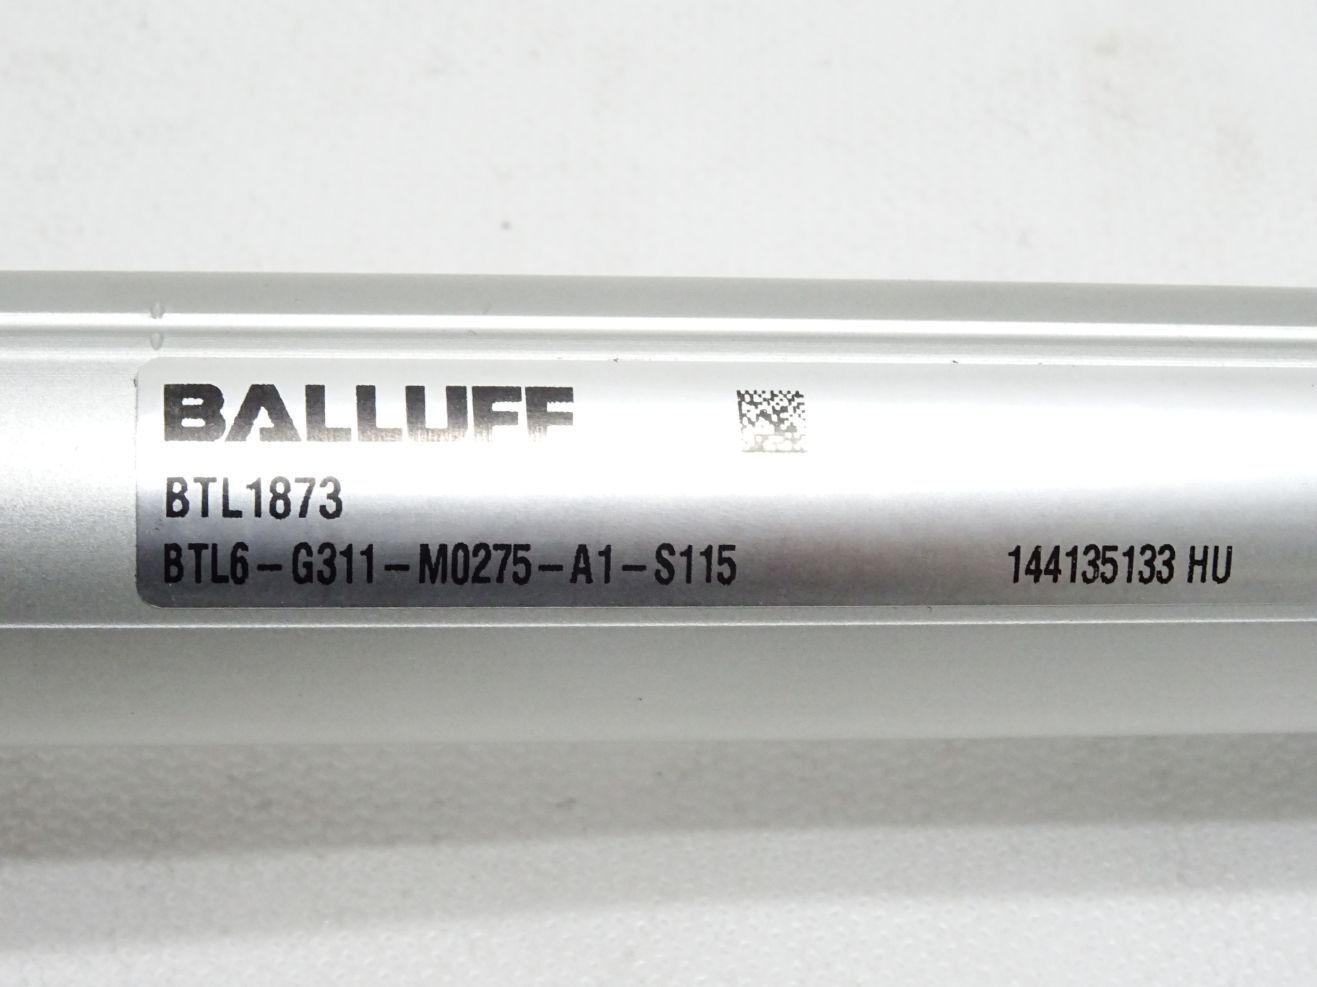 BALLUFF
BTL1873
BTL6-G311-M0275-A1-S115
144135133 HU